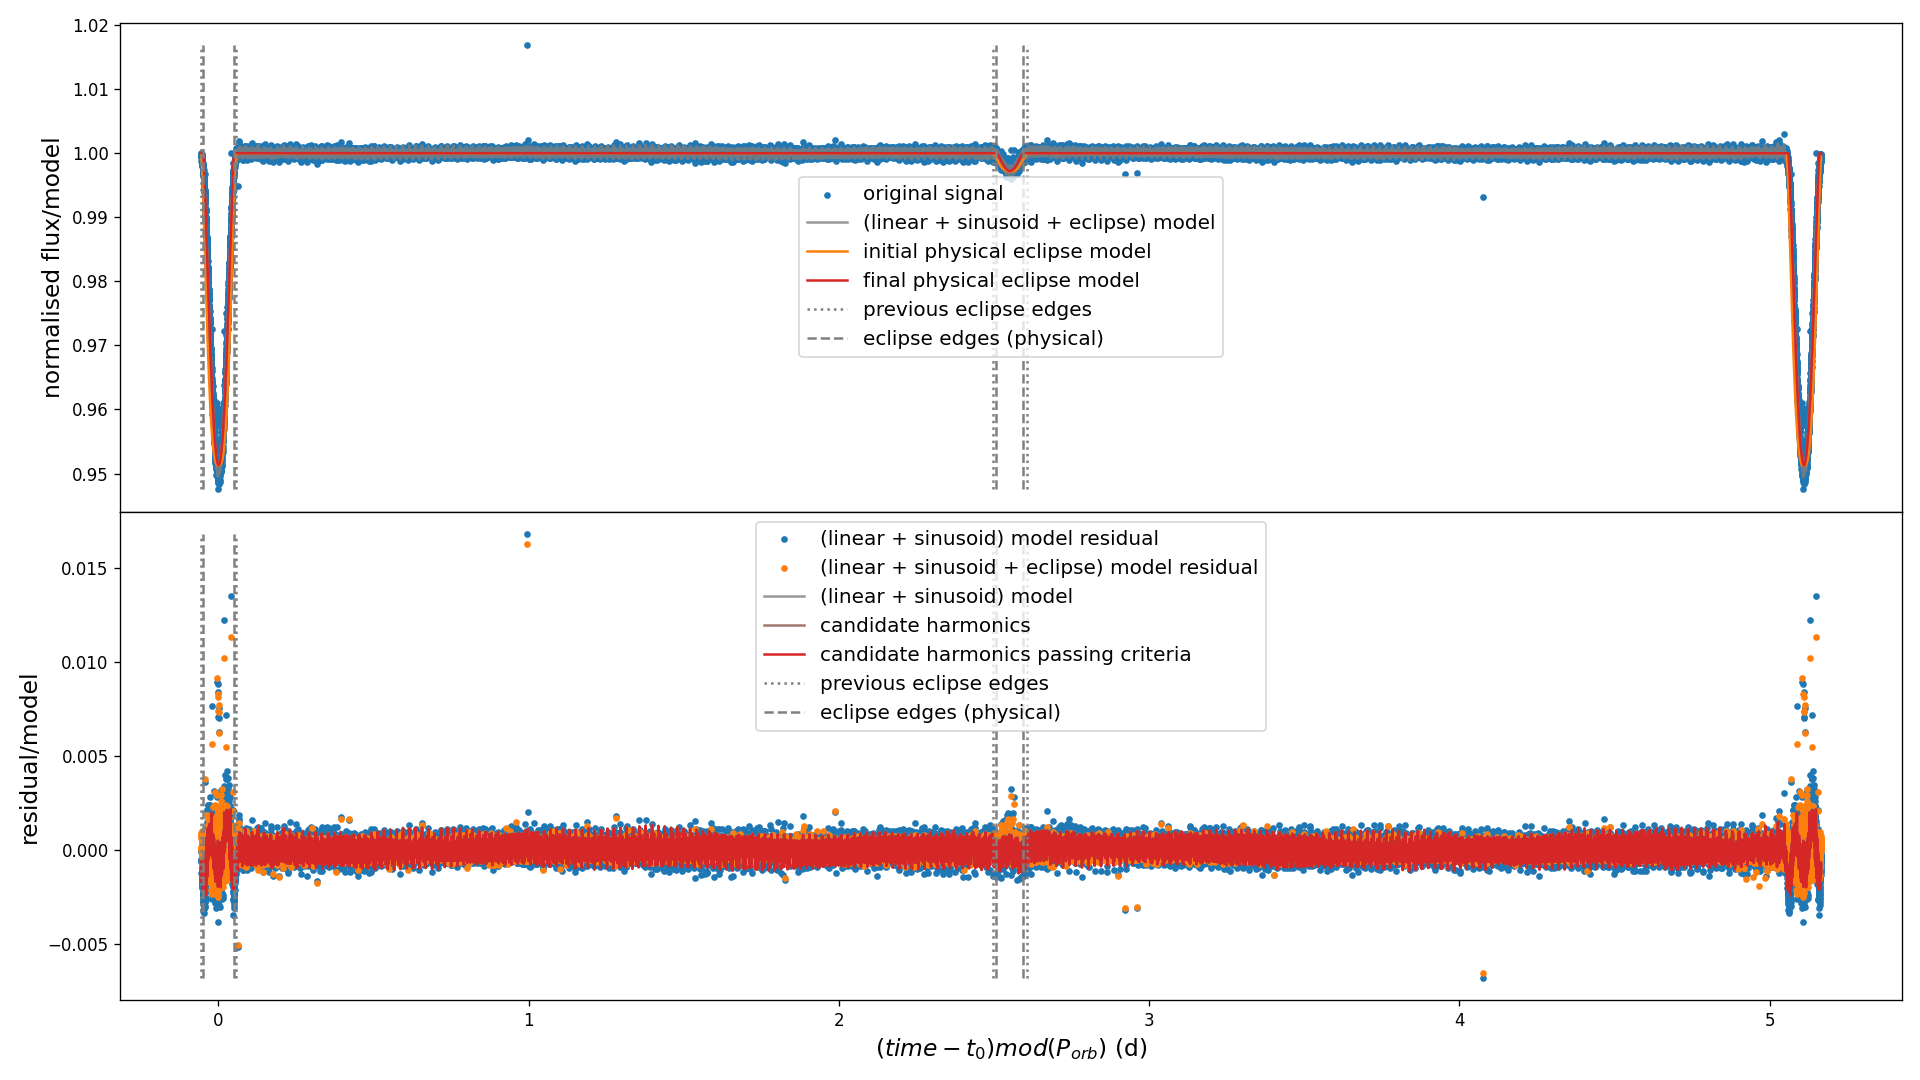 normalised flux/model
1.02
1.01
1.00
0.99
0.98
0.97
0.96
0.95
original signal
(linear + sinusoid + eclipse) model
initial physical eclipse model
final physical eclipse model
previous eclipse edges
eclipse edges (physical)
residual/model
0.015
0.010
0.005
0.000
−0.005
(linear + sinusoid) model residual
(linear + sinusoid + eclipse) model residual
(linear + sinusoid) model
candidate harmonics
candidate harmonics passing criteria
previous eclipse edges
eclipse edges (physical)
0 1 2 3 4 5
(time − t₀)mod(Pₒᵣb) (d)